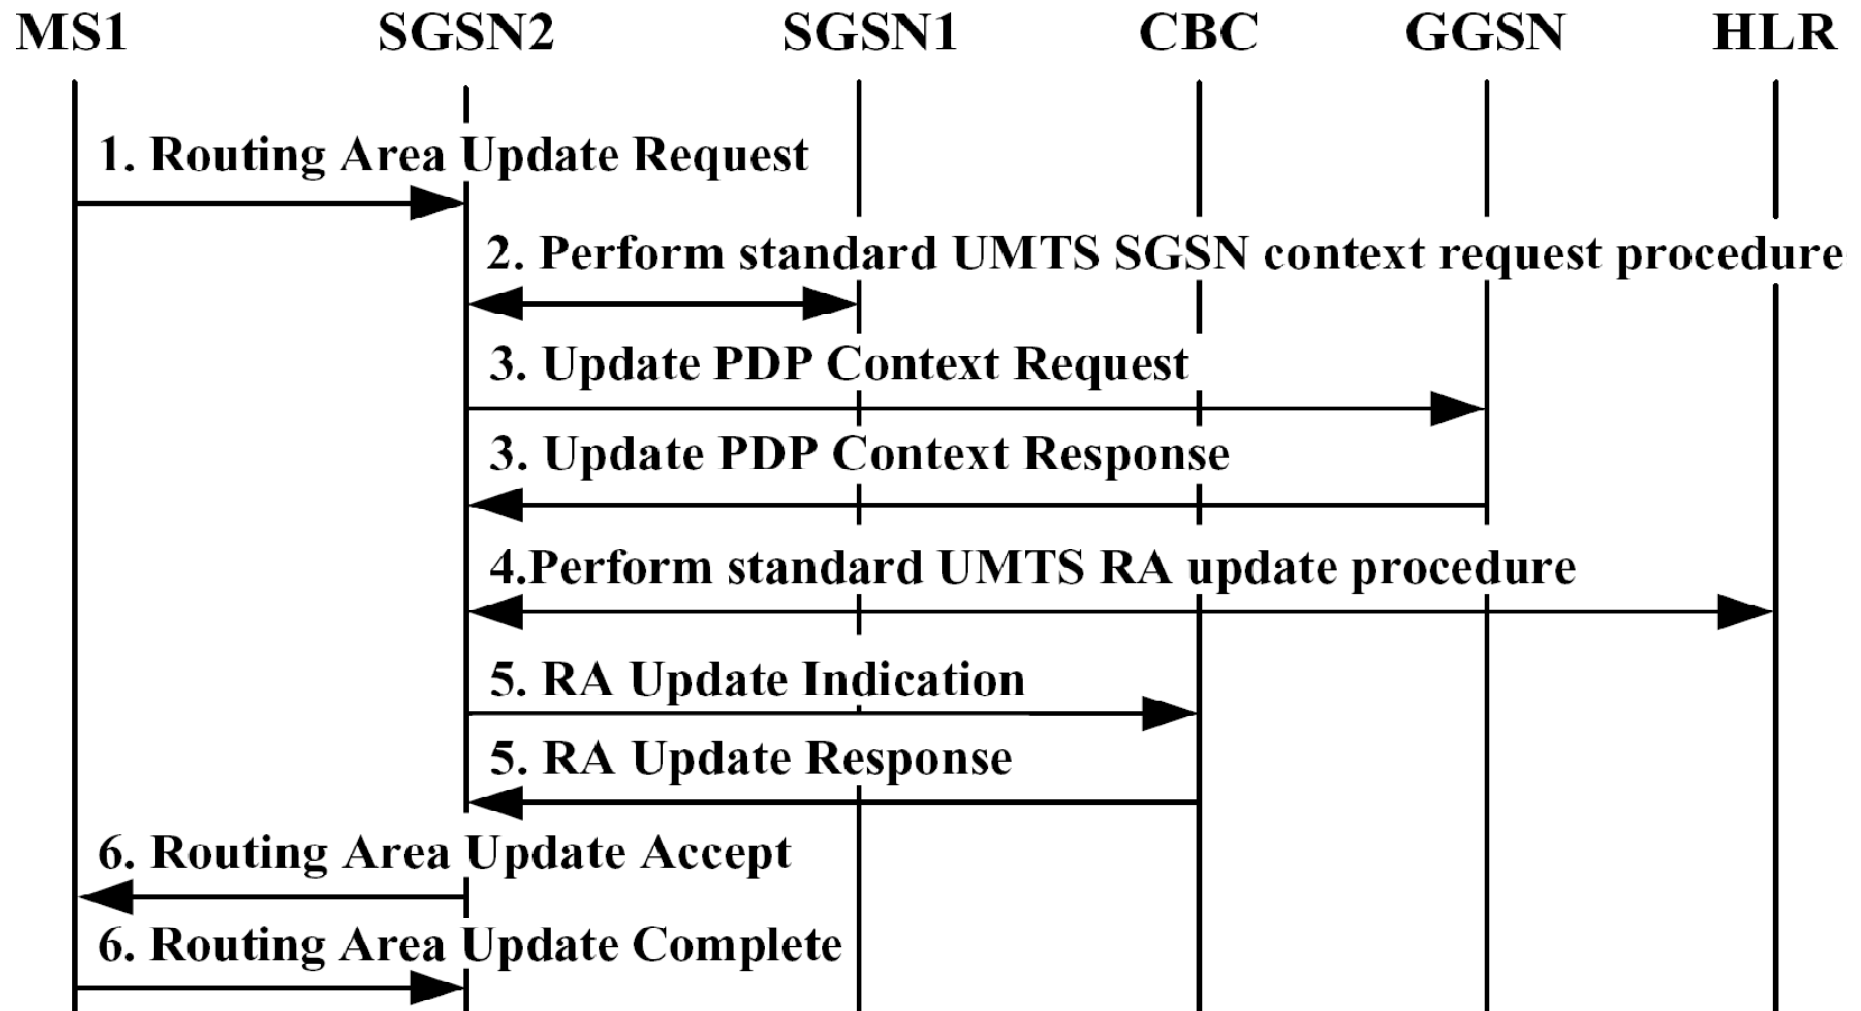 MS1 SGSN2 SGSN1 CBC GGSN HLR
1. Routing Area Update Request
2. Perform standard UMTS SGSN context request procedure
3. Update PDP Context Request
3. Update PDP Context Response
4.Perform standard UMTS RA update procedure
5. RA Update Indication
5. RA Update Response
6. Routing Area Update Accept
6. Routing Area Update Complete